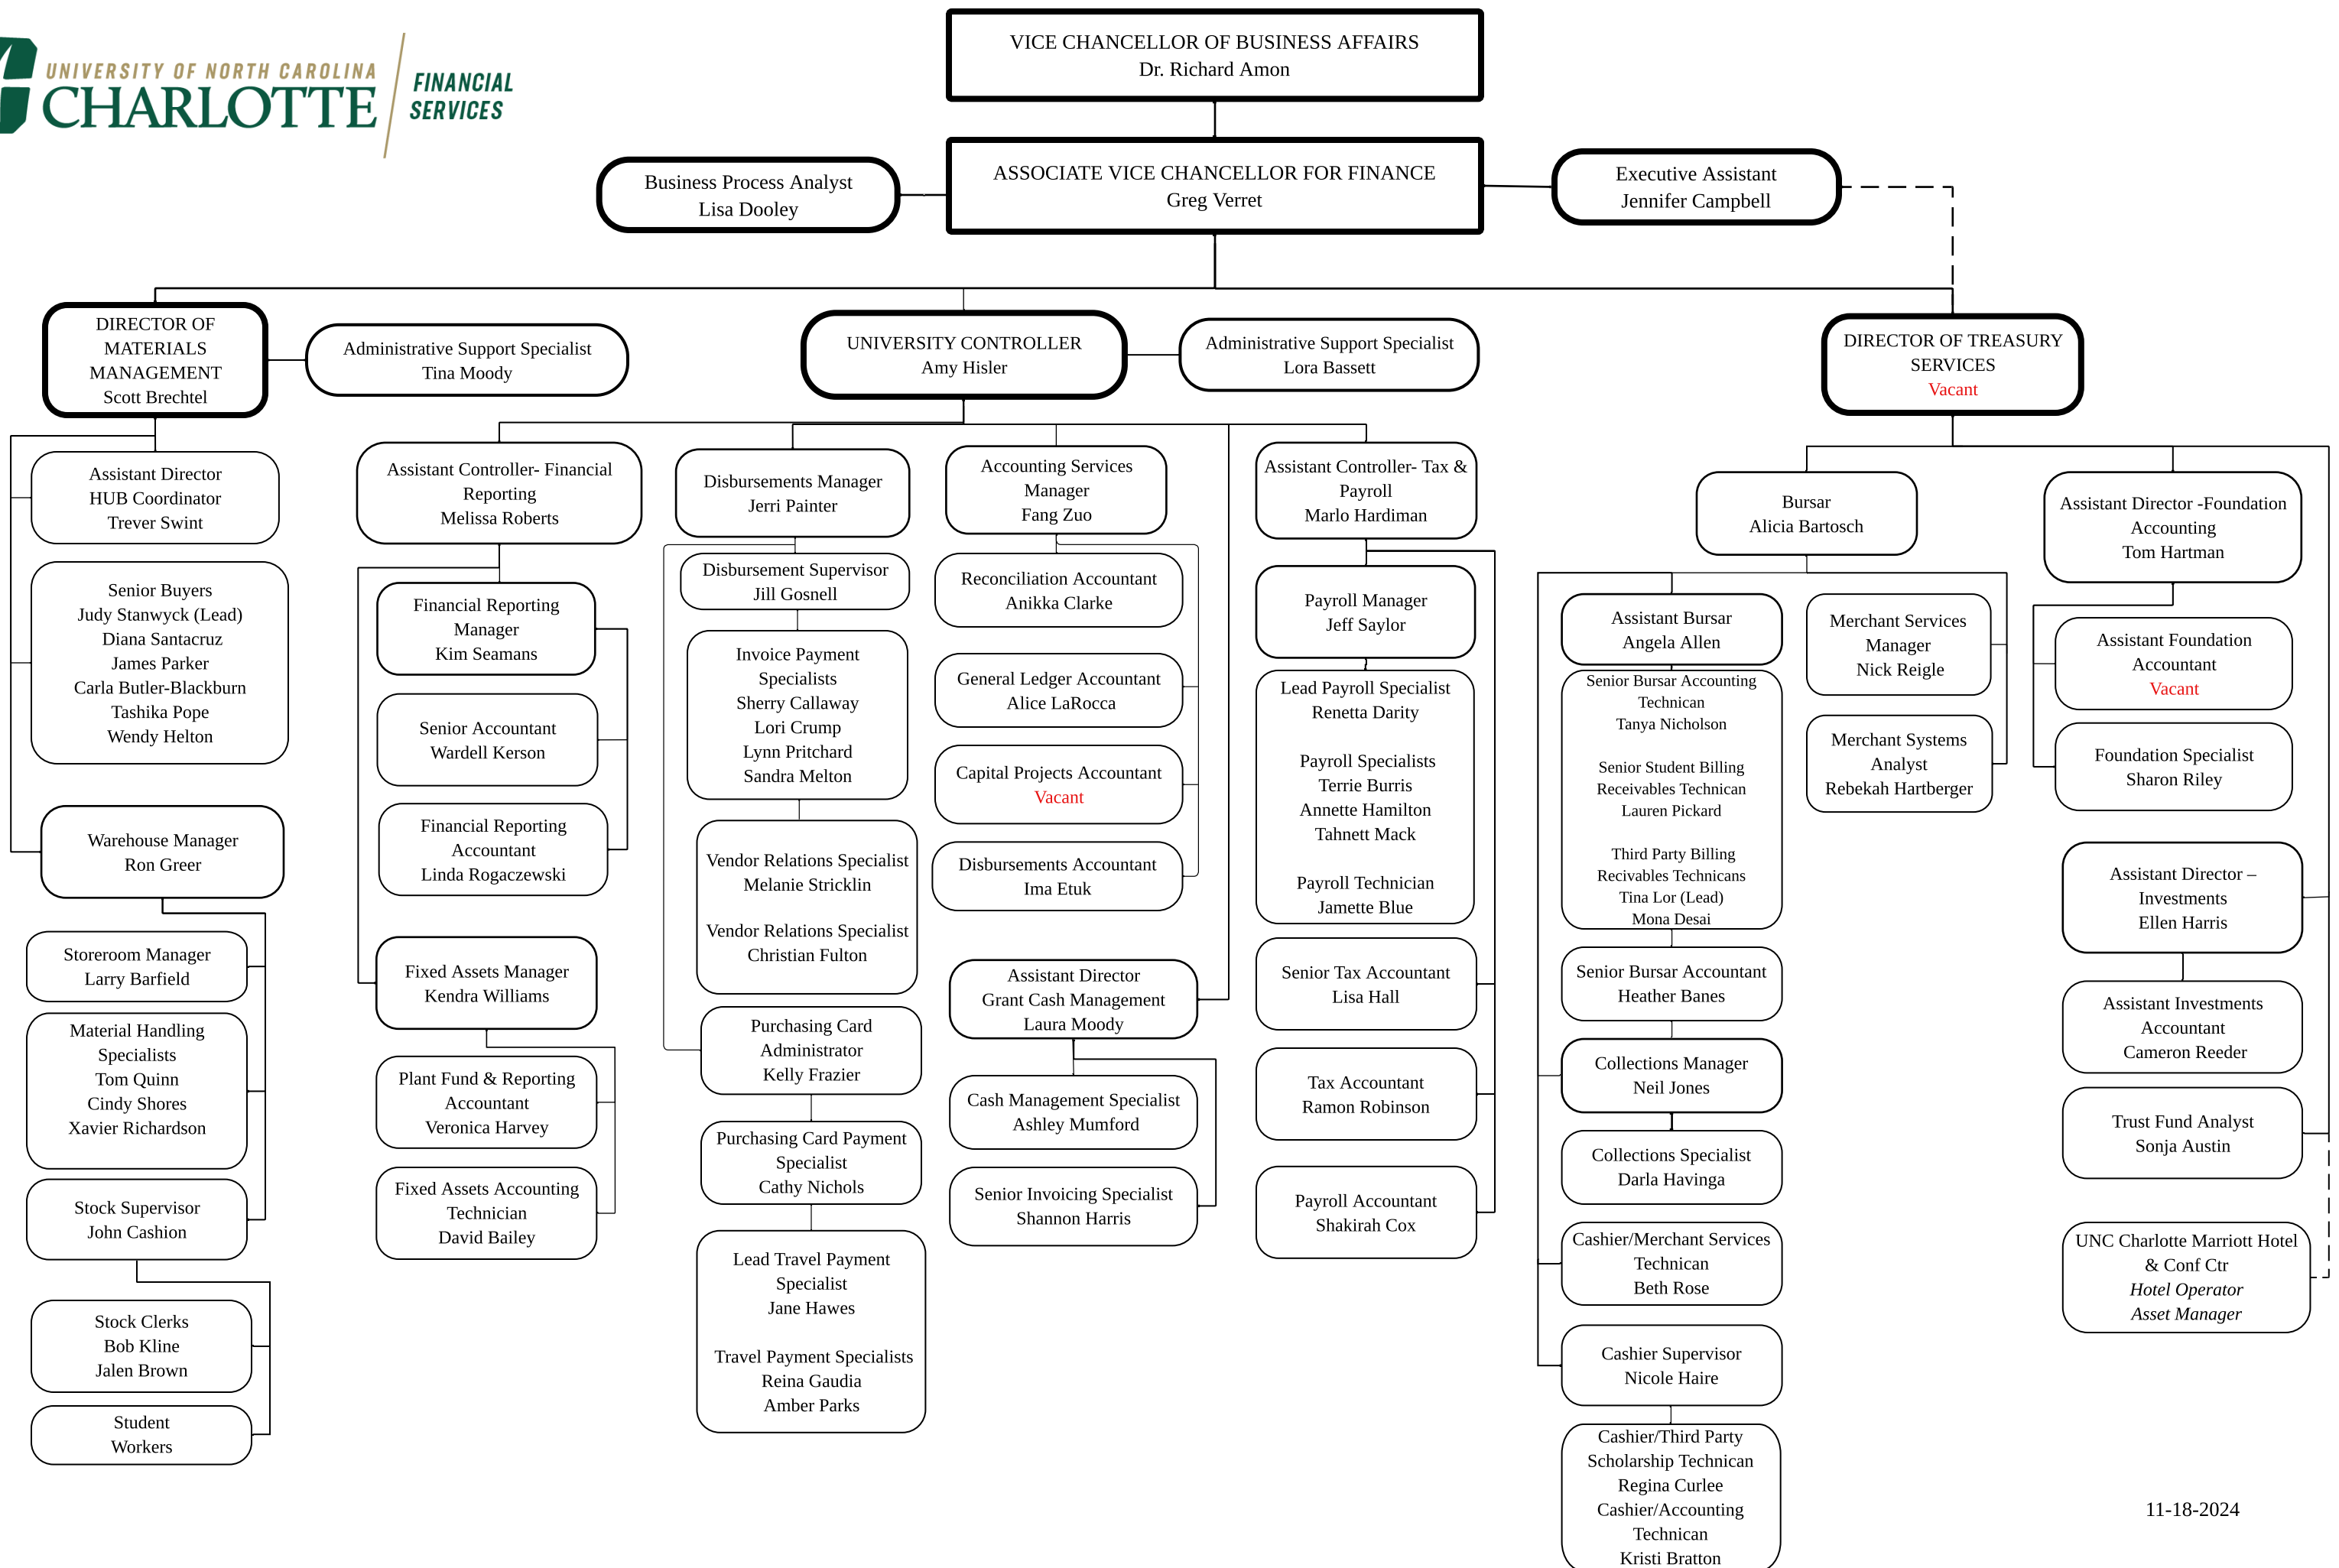 UNIVERSITY OF NORTH CAROLINA
CHARLOTTE
FINANCIAL
SERVICES
VICE CHANCELLOR OF BUSINESS AFFAIRS
Dr. Richard Amon
ASSOCIATE VICE CHANCELLOR FOR FINANCE
Greg Verret
Business Process Analyst
Lisa Dooley
Executive Assistant
Jennifer Campbell
DIRECTOR OF
MATERIALS
MANAGEMENT
Scott Brechtel
Administrative Support Specialist
Tina Moody
UNIVERSITY CONTROLLER
Amy Hisler
Administrative Support Specialist
Lora Bassett
DIRECTOR OF TREASURY
SERVICES
Vacant
Assistant Director
HUB Coordinator
Trever Swint
Senior Buyers
Judy Stanwyck (Lead)
Diana Santacruz
James Parker
Carla Butler-Blackburn
Tashika Pope
Wendy Helton
Warehouse Manager
Ron Greer
Storeroom Manager
Larry Barfield
Material Handling
Specialists
Tom Quinn
Cindy Shores
Xavier Richardson
Stock Supervisor
John Cashion
Stock Clerks
Bob Kline
Jalen Brown
Student
Workers
Assistant Controller- Financial
Reporting
Melissa Roberts
Financial Reporting
Manager
Kim Seamans
Senior Accountant
Wardell Kerson
Financial Reporting
Accountant
Linda Rogaczewski
Fixed Assets Manager
Kendra Williams
Plant Fund & Reporting
Accountant
Veronica Harvey
Fixed Assets Accounting
Technician
David Bailey
Disbursements Manager
Jerri Painter
Disbursement Supervisor
Jill Gosnell
Invoice Payment
Specialists
Sherry Callaway
Lori Crump
Lynn Pritchard
Sandra Melton
Vendor Relations Specialist
Melanie Stricklin
Vendor Relations Specialist
Christian Fulton
Purchasing Card
Administrator
Kelly Frazier
Purchasing Card Payment
Specialist
Cathy Nichols
Lead Travel Payment
Specialist
Jane Hawes
Travel Payment Specialists
Reina Gaudia
Amber Parks
Accounting Services
Manager
Fang Zuo
Reconciliation Accountant
Anikka Clarke
General Ledger Accountant
Alice LaRocca
Capital Projects Accountant
Vacant
Disbursements Accountant
Ima Etuk
Assistant Director
Grant Cash Management
Laura Moody
Cash Management Specialist
Ashley Mumford
Senior Invoicing Specialist
Shannon Harris
Assistant Controller- Tax &
Payroll
Marlo Hardiman
Payroll Manager
Jeff Saylor
Lead Payroll Specialist
Renetta Darity
Payroll Specialists
Terrie Burris
Annette Hamilton
Tahnett Mack
Payroll Technician
Jamette Blue
Senior Tax Accountant
Lisa Hall
Tax Accountant
Ramon Robinson
Payroll Accountant
Shakirah Cox
Bursar
Alicia Bartosch
Assistant Bursar
Angela Allen
Senior Bursar Accounting
Technican
Tanya Nicholson
Senior Student Billing
Receivables Technican
Lauren Pickard
Third Party Billing
Recivables Technicans
Tina Lor (Lead)
Mona Desai
Senior Bursar Accountant
Heather Banes
Collections Manager
Neil Jones
Collections Specialist
Darla Havinga
Cashier/Merchant Services
Technican
Beth Rose
Cashier Supervisor
Nicole Haire
Cashier/Third Party
Scholarship Technican
Regina Curlee
Cashier/Accounting
Technican
Kristi Bratton
Merchant Services
Manager
Nick Reigle
Merchant Systems
Analyst
Rebekah Hartberger
Assistant Director -Foundation
Accounting
Tom Hartman
Assistant Foundation
Accountant
Vacant
Foundation Specialist
Sharon Riley
Assistant Director –
Investments
Ellen Harris
Assistant Investments
Accountant
Cameron Reeder
Trust Fund Analyst
Sonja Austin
UNC Charlotte Marriott Hotel
& Conf Ctr
Hotel Operator
Asset Manager
11-18-2024